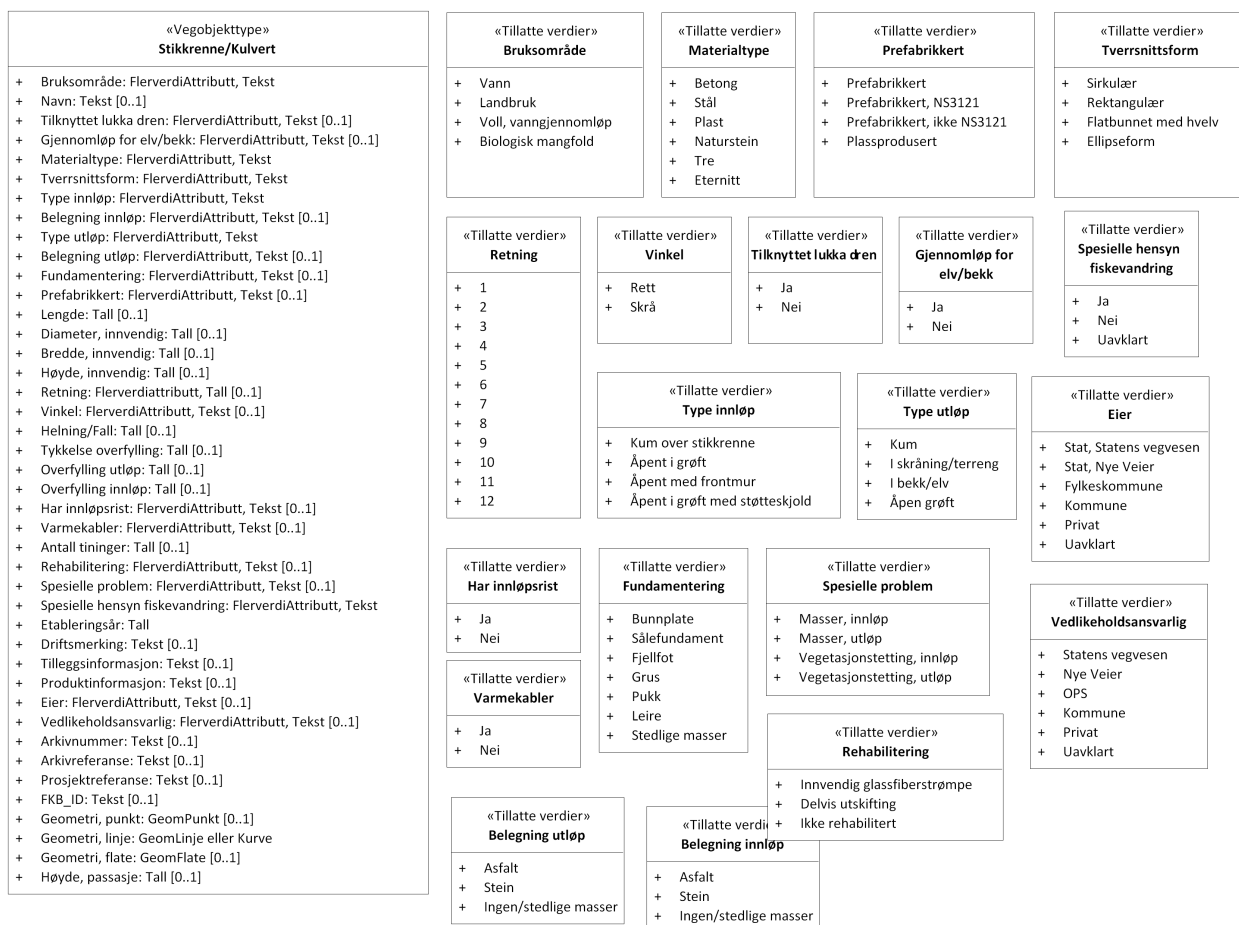 «Vegobjekttype»
Stikkrenne/Kulvert
+ Bruksområde: FlerverdiAttributt, Tekst
+ Navn: Tekst [0..1]
+ Tilknyttet lukka dren: FlerverdiAttributt, Tekst [0..1]
+ Gjennomløp for elv/bekk: FlerverdiAttributt, Tekst [0..1]
+ Materialtype: FlerverdiAttributt, Tekst
+ Tverrsnittsform: FlerverdiAttributt, Tekst
+ Type innløp: FlerverdiAttributt, Tekst
+ Belegning innløp: FlerverdiAttributt, Tekst [0..1]
+ Type utløp: FlerverdiAttributt, Tekst
+ Belegning utløp: FlerverdiAttributt, Tekst [0..1]
+ Fundamentering: FlerverdiAttributt, Tekst [0..1]
+ Prefabrikkert: FlerverdiAttributt, Tekst [0..1]
+ Lengde: Tall [0..1]
+ Diameter, innvendig: Tall [0..1]
+ Bredde, innvendig: Tall [0..1]
+ Høyde, innvendig: Tall [0..1]
+ Retning: Flerverdiattributt, Tall [0..1]
+ Vinkel: FlerverdiAttributt, Tekst [0..1]
+ Helning/Fall: Tall [0..1]
+ Tykkelse overfylling: Tall [0..1]
+ Overfylling utløp: Tall [0..1]
+ Overfylling innløp: Tall [0..1]
+ Har innløpsrist: FlerverdiAttributt, Tekst [0..1]
+ Varmekabler: FlerverdiAttributt, Tekst [0..1]
+ Antall tininger: Tall [0..1]
+ Rehabilitering: FlerverdiAttributt, Tekst [0..1]
+ Spesielle problem: FlerverdiAttributt, Tekst [0..1]
+ Spesielle hensyn fiskevandring: FlerverdiAttributt, Tekst
+ Etableringsår: Tall
+ Driftsmerking: Tekst [0..1]
+ Tilleggsinformasjon: Tekst [0..1]
+ Produktinformasjon: Tekst [0..1]
+ Eier: FlerverdiAttributt, Tekst [0..1]
+ Vedlikeholdsansvarlig: FlerverdiAttributt, Tekst [0..1]
+ Arkivnummer: Tekst [0..1]
+ Arkivreferanse: Tekst [0..1]
+ Prosjektreferanse: Tekst [0..1]
+ FKB_ID: Tekst [0..1]
+ Geometri, punkt: GeomPunkt [0..1]
+ Geometri, linje: GeomLinje eller Kurve
+ Geometri, flate: GeomFlate [0..1]
+ Høyde, passasje: Tall [0..1]
«Tillatte verdier»
Bruksområde
+ Vann
+ Landbruk
+ Voll, vanngjennomløp
+ Biologisk mangfold
«Tillatte verdier»
Materialtype
+ Betong
+ Stål
+ Plast
+ Naturstein
+ Tre
+ Eternitt
«Tillatte verdier»
Prefabrikkert
+ Prefabrikkert
+ Prefabrikkert, NS3121
+ Prefabrikkert, ikke NS3121
+ Plassprodusert
«Tillatte verdier»
Tverrsnittsform
+ Sirkulær
+ Rektangulær
+ Flatbunnet med hvelv
+ Ellipseform
«Tillatte verdier»
Retning
+ 1
+ 2
+ 3
+ 4
+ 5
+ 6
+ 7
+ 8
+ 9
+ 10
+ 11
+ 12
«Tillatte verdier»
Vinkel
+ Rett
+ Skrå
«Tillatte verdier»
Tilknyttet lukka dren
+ Ja
+ Nei
«Tillatte verdier»
Gjennomløp for
elv/bekk
+ Ja
+ Nei
«Tillatte verdier»
Spesielle hensyn
fiskevandring
+ Ja
+ Nei
+ Uavklart
«Tillatte verdier»
Type innløp
+ Kum over stikkrenne
+ Åpent i grøft
+ Åpent med frontmur
+ Åpent i grøft med støtteskjold
«Tillatte verdier»
Type utløp
+ Kum
+ I skråning/terreng
+ I bekk/elv
+ Åpen grøft
«Tillatte verdier»
Eier
+ Stat, Statens vegvesen
+ Stat, Nye Veier
+ Fylkeskommune
+ Kommune
+ Privat
+ Uavklart
«Tillatte verdier»
Har innløpsrist
+ Ja
+ Nei
«Tillatte verdier»
Varmekabler
+ Ja
+ Nei
«Tillatte verdier»
Fundamentering
+ Bunnplate
+ Sålefundament
+ Fjellfot
+ Grus
+ Pukk
+ Leire
+ Stedlige masser
«Tillatte verdier»
Spesielle problem
+ Masser, innløp
+ Masser, utløp
+ Vegetasjonstetting, innløp
+ Vegetasjonstetting, utløp
«Tillatte verdier»
Vedlikeholdsansvarlig
+ Statens vegvesen
+ Nye Veier
+ OPS
+ Kommune
+ Privat
+ Uavklart
«Tillatte verdier»
Rehabilitering
+ Innvendig glassfiberstrømpe
+ Delvis utskifting
+ Ikke rehabilitert
«Tillatte verdier»
Belegning utløp
+ Asfalt
+ Stein
+ Ingen/stedlige masser
«Tillatte
Belegning innløp
+ Asfalt
+ Stein
+ Ingen/stedlige masser